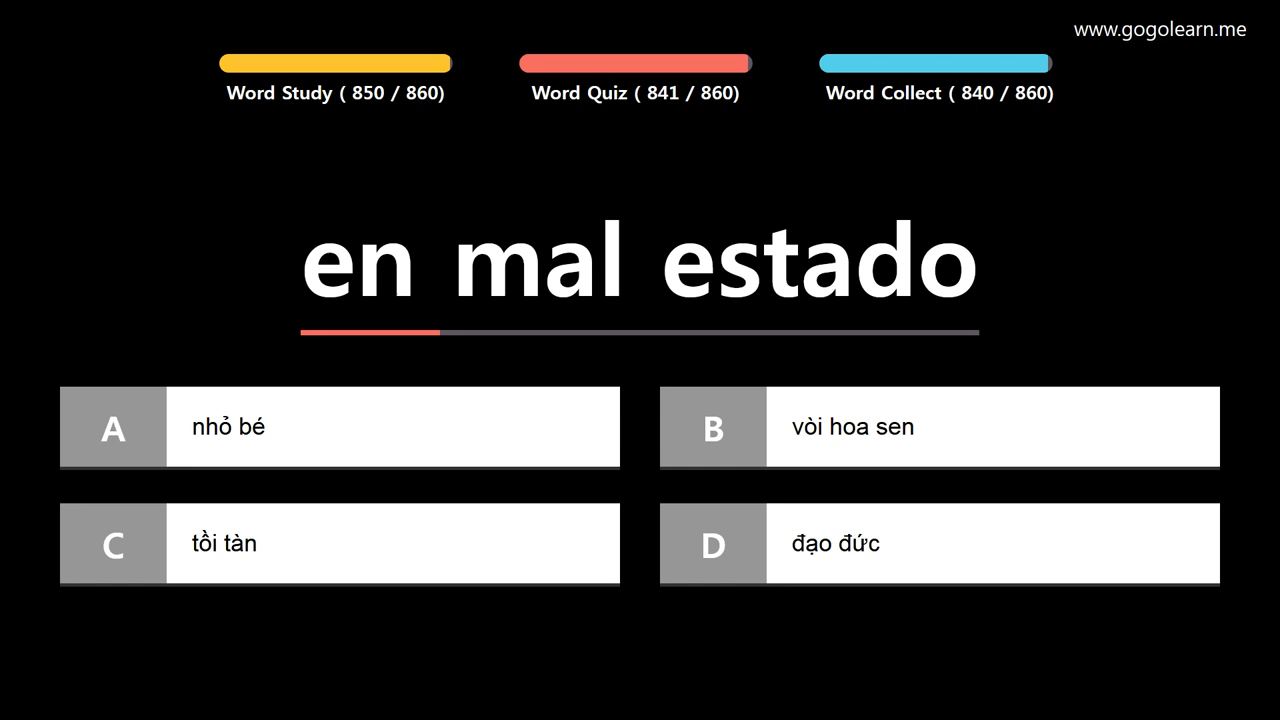 www.gogolearn.me
Word Study ( 850 / 860)
Word Quiz ( 841 / 860)
Word Collect ( 840 / 860)
en mal estado
A nhỏ bé
B vòi hoa sen
C tồi tàn
D đạo đức